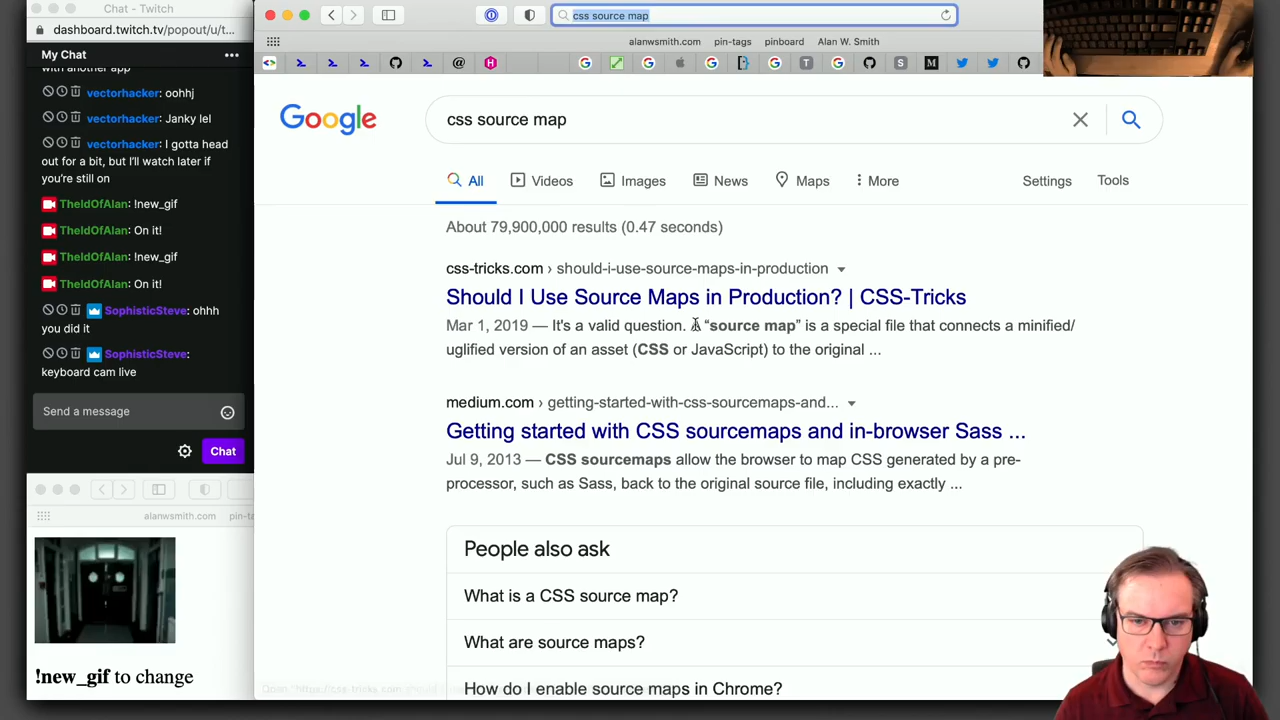 Chat - Twitch
dashboard.twitch.tv/popout/u/t...
My Chat
with another app
vectorhacker: oohhj
vectorhacker: Janky lel
vectorhacker: I gotta head
out for a bit, but I'll watch later if
you're still on
TheIdOfAlan: !new_gif
TheIdOfAlan: On it!
TheIdOfAlan: !new_gif
TheIdOfAlan: On it!
SophisticSteve: ohhh
you did it
SophisticSteve:
keyboard cam live
Send a message
Chat
alanwsmith.com pin-ta
!new_gif to change
css source map
alanwsmith.com pin-tags pinboard Alan W. Smith
Google
css source map
All Videos Images News Maps More Settings Tools
About 79,900,000 results (0.47 seconds)
css-tricks.com › should-i-use-source-maps-in-production
Should I Use Source Maps in Production? | CSS-Tricks
Mar 1, 2019 — It's a valid question. A “source map” is a special file that connects a minified/
uglified version of an asset (CSS or JavaScript) to the original ...
medium.com › getting-started-with-css-sourcemaps-and...
Getting started with CSS sourcemaps and in-browser Sass ...
Jul 9, 2013 — CSS sourcemaps allow the browser to map CSS generated by a pre-
processor, such as Sass, back to the original source file, including exactly ...
People also ask
What is a CSS source map?
What are source maps?
How do I enable source maps in Chrome?